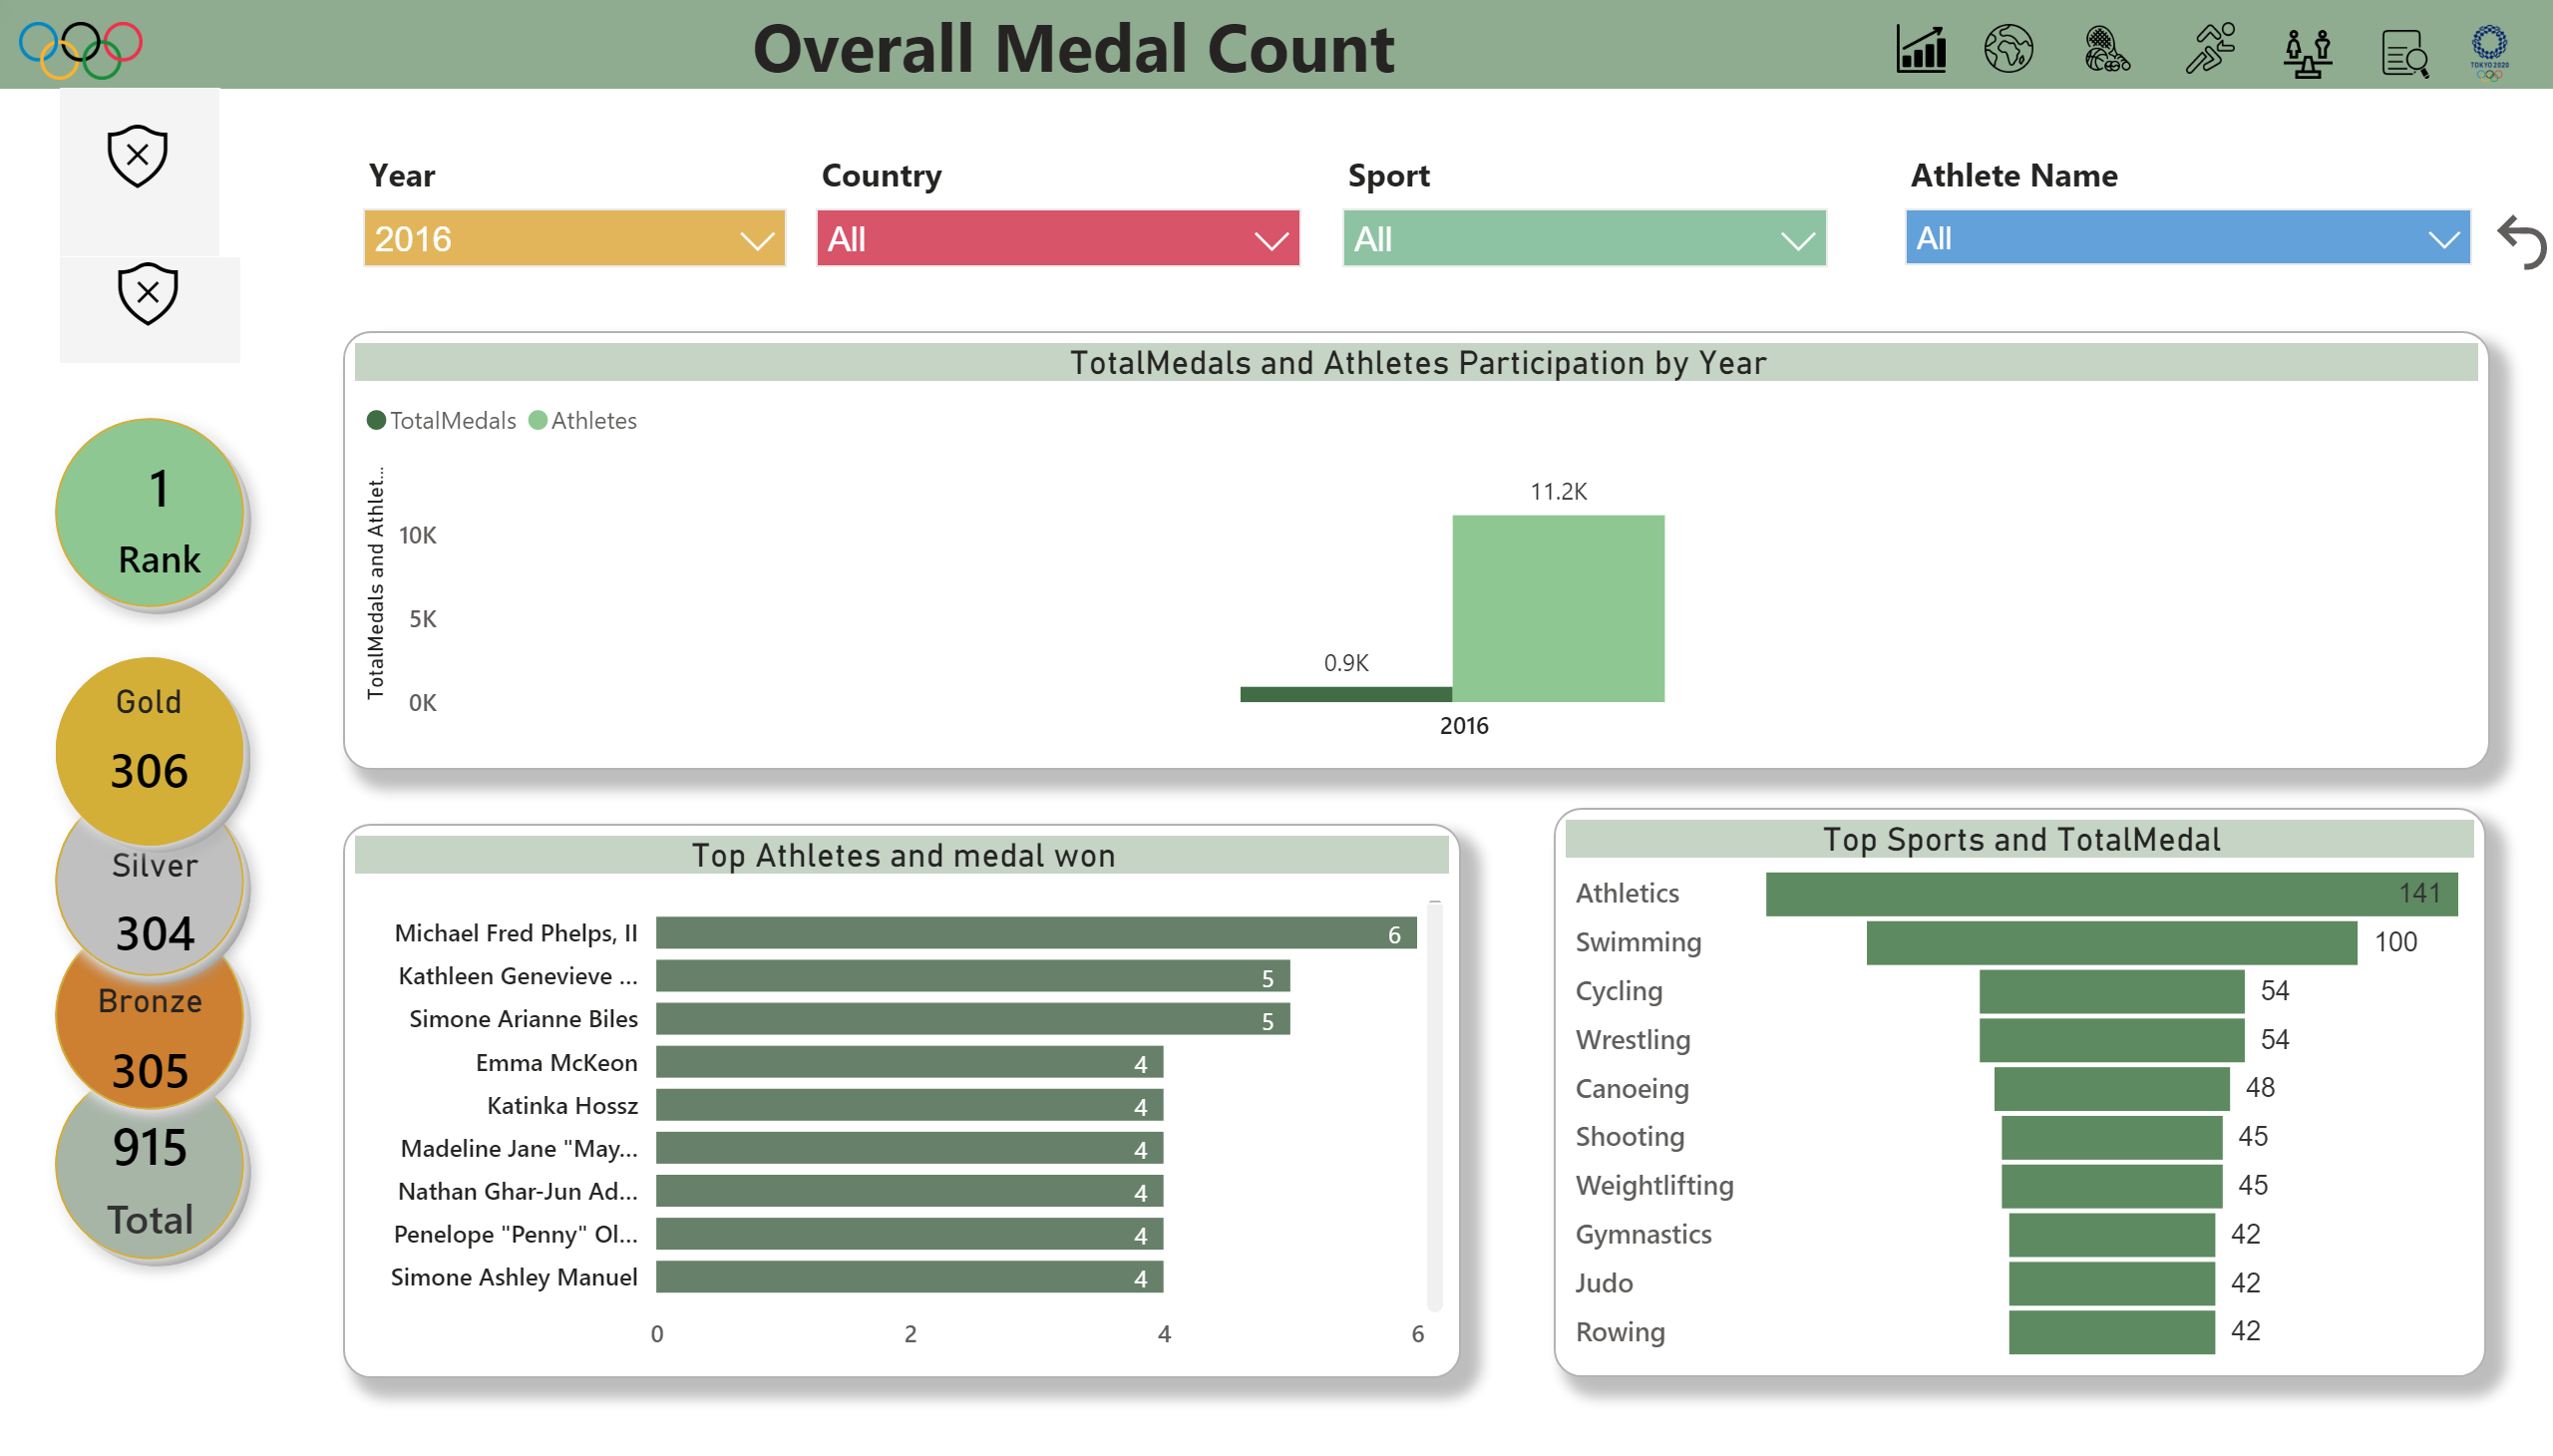 Overall Medal Count
TOKYO 2020
Year
Country
Sport
Athlete Name
2016
All
All
All
1
Rank
Gold
306
Silver
304
Bronze
305
915
Total
TotalMedals and Athletes Participation by Year
TotalMedals
Athletes
TotalMedals and Athlet...
10K
5K
0K
0.9K
11.2K
2016
Top Athletes and medal won
Michael Fred Phelps, II
6
Kathleen Genevieve ...
5
Simone Arianne Biles
5
Emma McKeon
4
Katinka Hossz
4
Madeline Jane "May...
4
Nathan Ghar-Jun Ad...
4
Penelope "Penny" Ol...
4
Simone Ashley Manuel
4
0
2
4
6
Top Sports and TotalMedal
Athletics
141
Swimming
100
Cycling
54
Wrestling
54
Canoeing
48
Shooting
45
Weightlifting
45
Gymnastics
42
Judo
42
Rowing
42